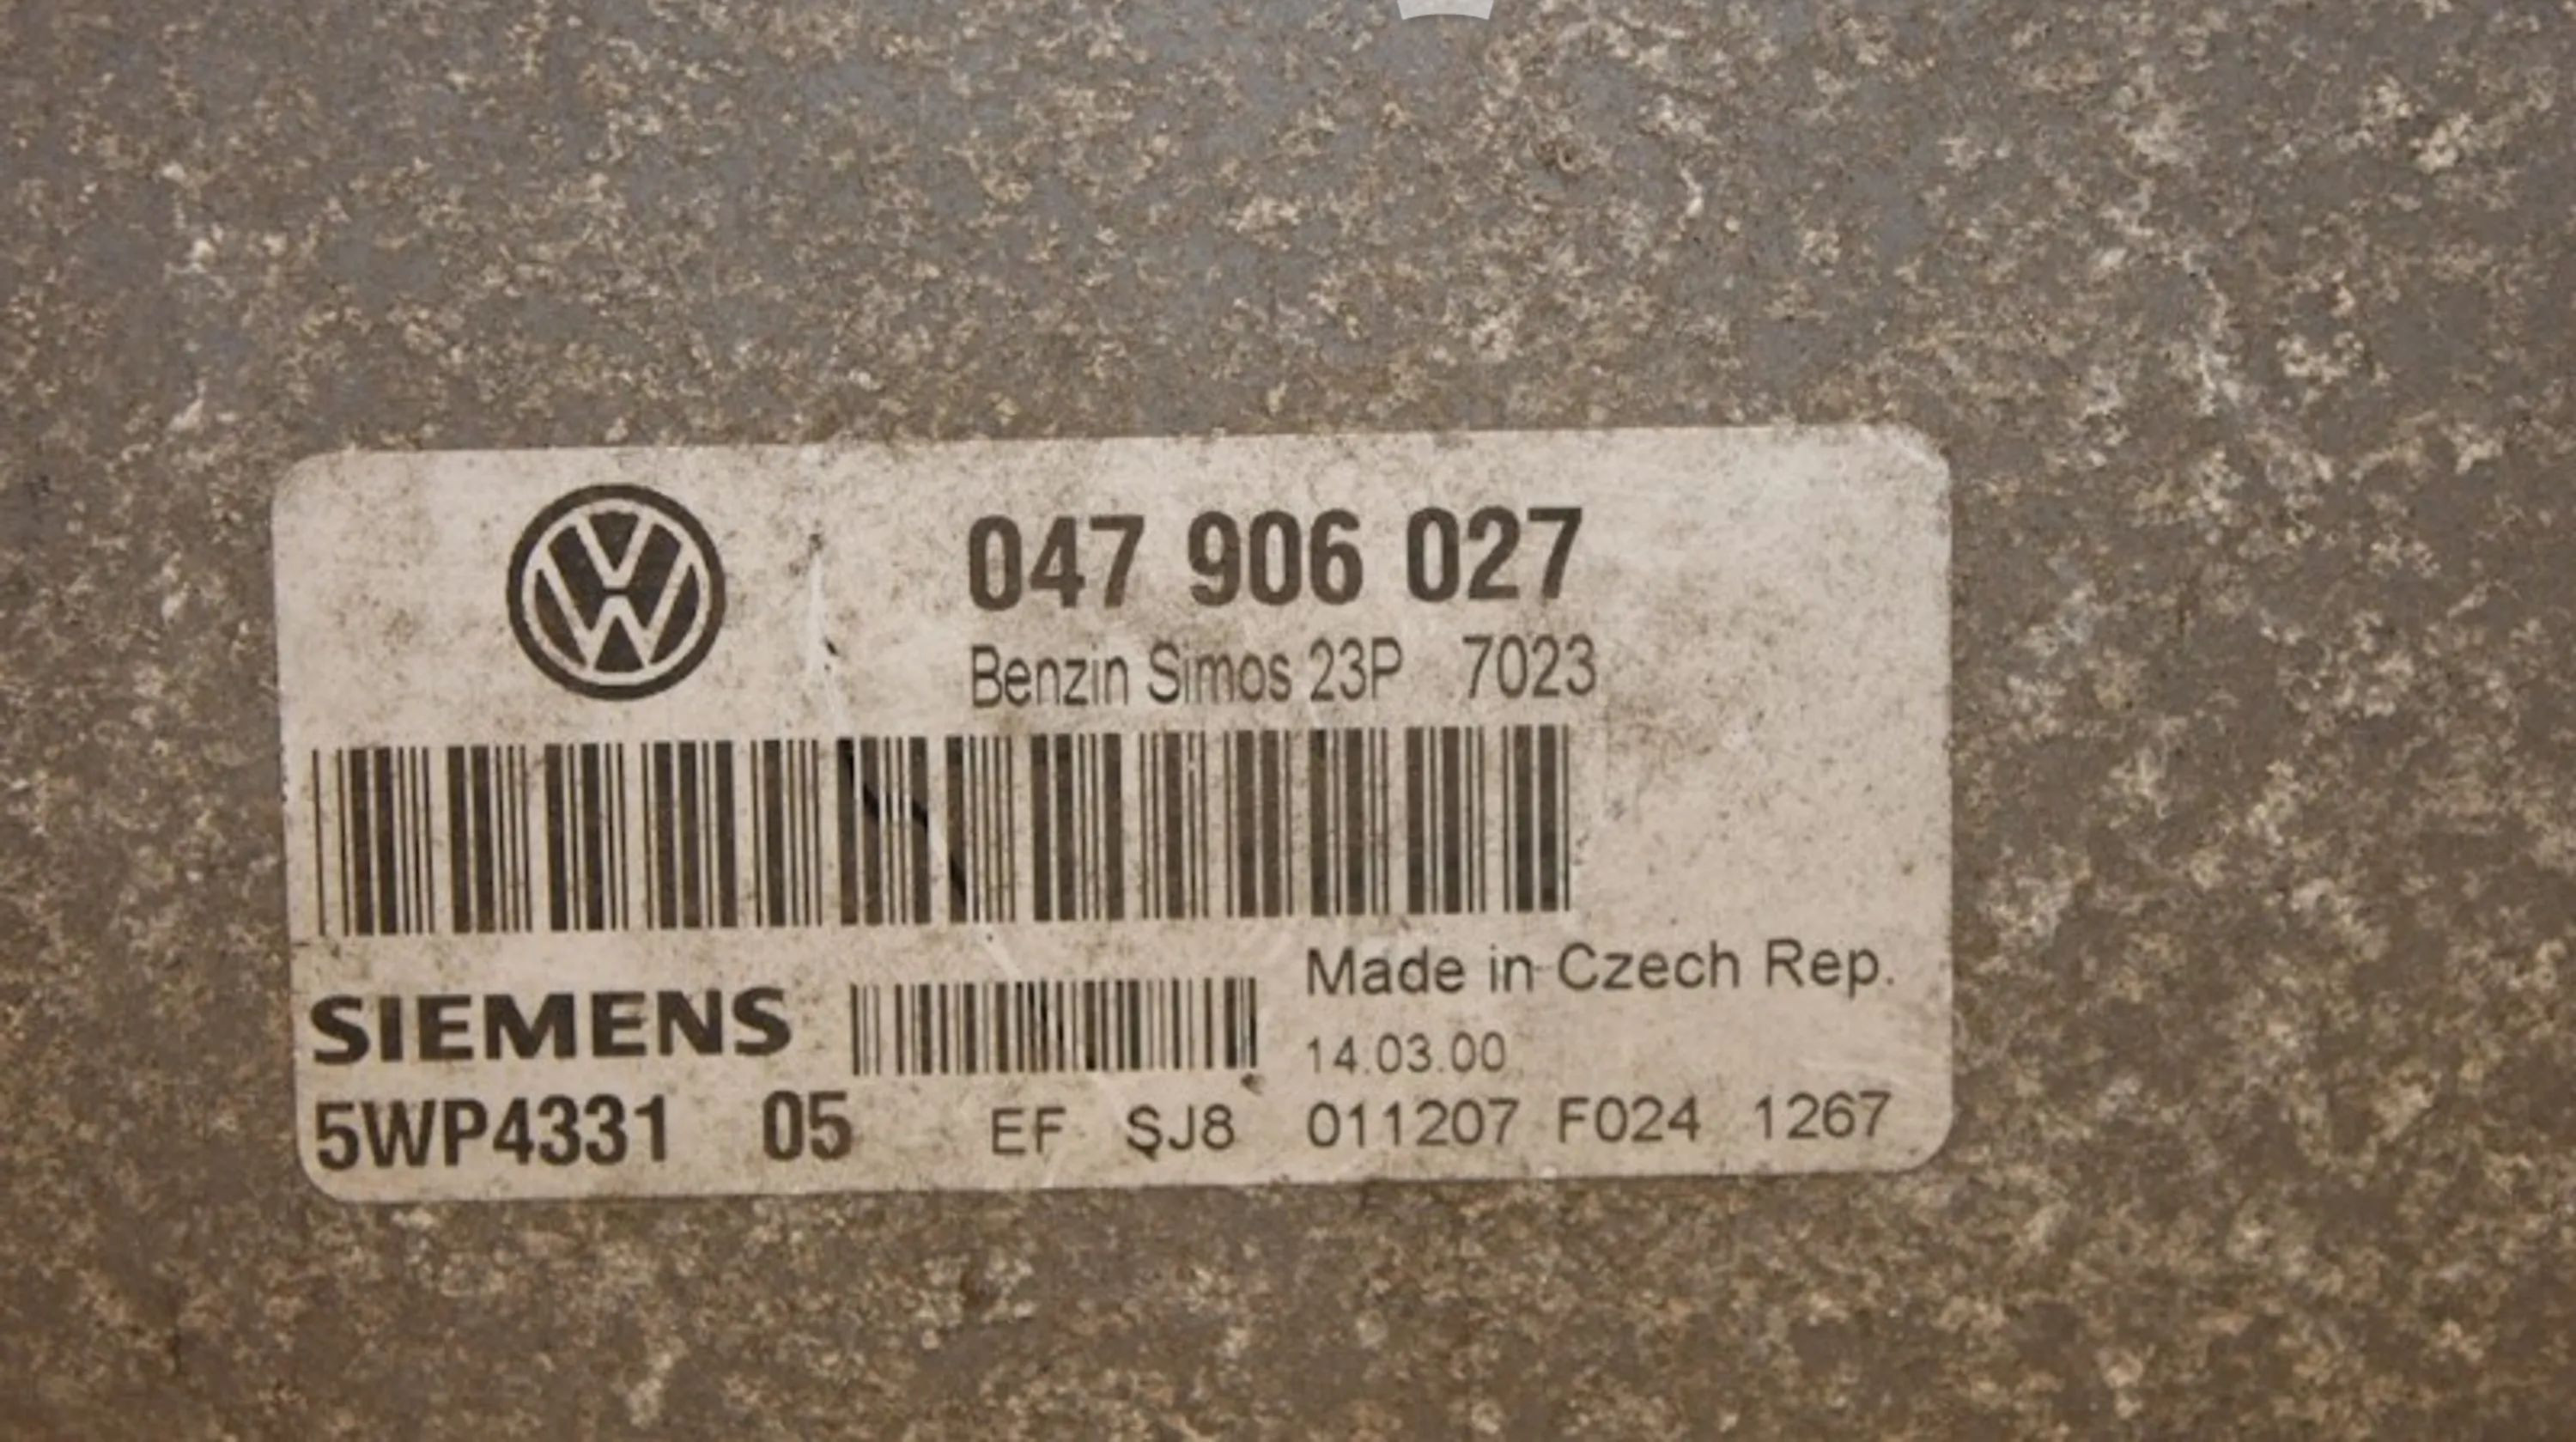 047 906 027
Benzin Simos 23P 7023
Made in Czech Rep.
SIEMENS
14.03.00
5WP4331 05 EF SJ8 011207 F024 1267